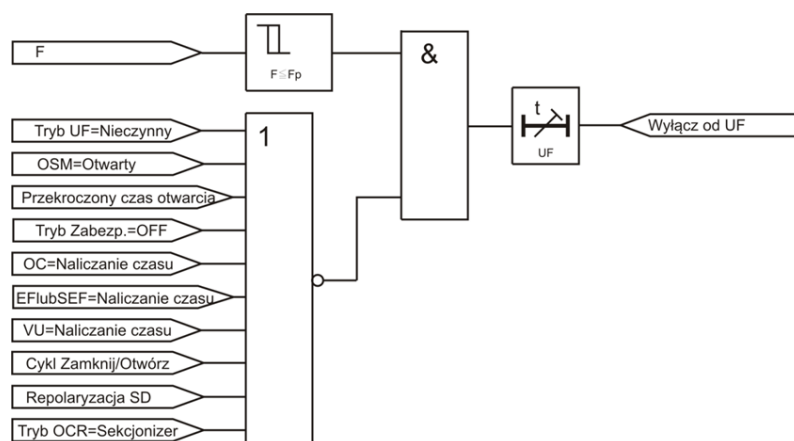 F
F≤Fp
&
t
UF
Wyłącz od UF
1
Tryb UF=Nieczynny
OSM=Otwarty
Przekroczony czas otwarcia
Tryb Zabezp.=OFF
OC=Naliczanie czasu
EFlubSEF=Naliczanie czasu
VU=Naliczanie czasu
Cykl Zamknij/Otwórz
Repolaryzacja SD
Tryb OCR=Sekcjonizer